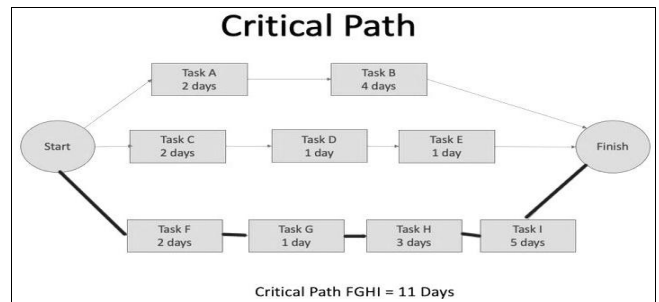 Critical Path
Task A
2 days
Task B
4 days
Start
Task C
2 days
Task D
1 day
Task E
1 day
Finish
Task F
2 days
Task G
1 day
Task H
3 days
Task I
5 days
Critical Path FGHI = 11 Days